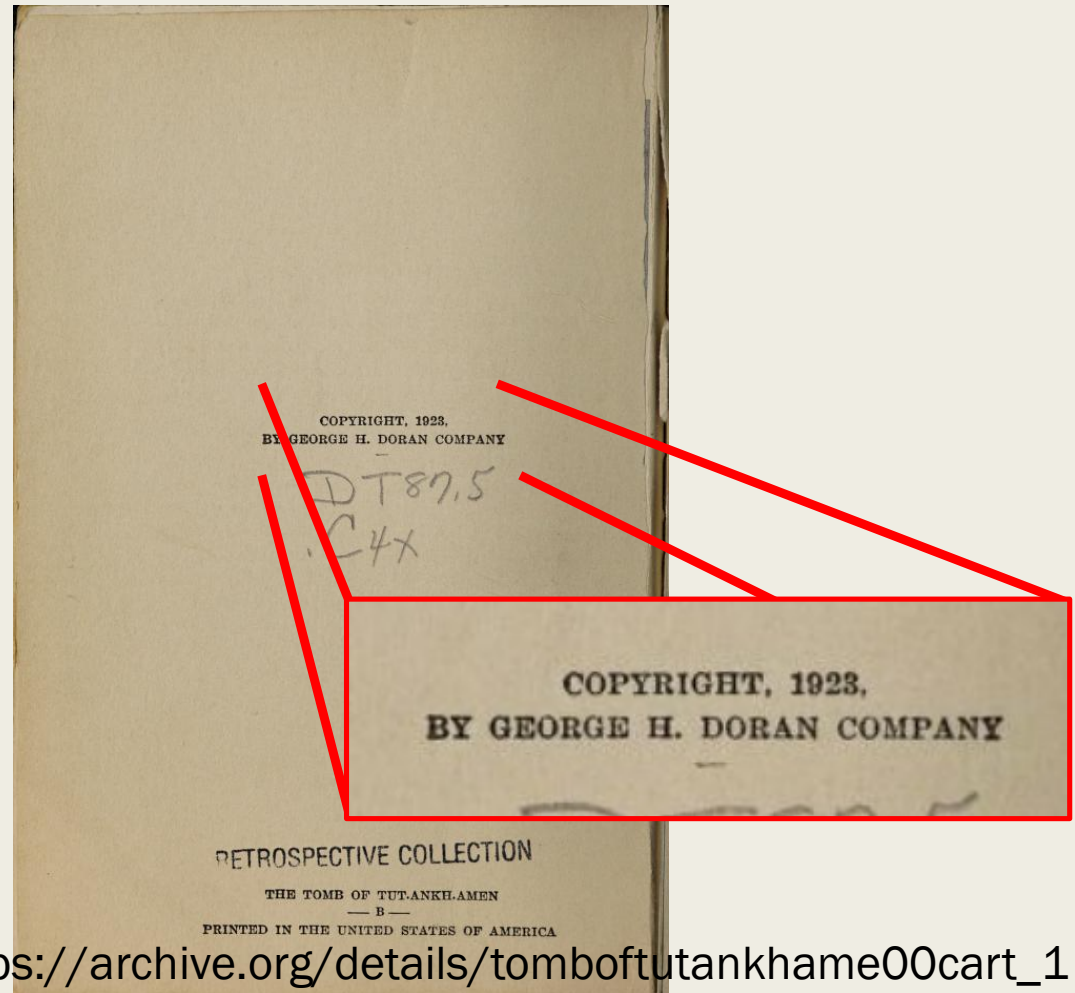 COPYRIGHT, 1923,
BY GEORGE H. DORAN COMPANY
DT87.5
.C4X
COPYRIGHT, 1923,
BY GEORGE H. DORAN COMPANY
RETROSPECTIVE COLLECTION
THE TOMB OF TUT-ANKH-AMEN
— B —
PRINTED IN THE UNITED STATES OF AMERICA
ps://archive.org/details/tomboftutankhame00cart_1